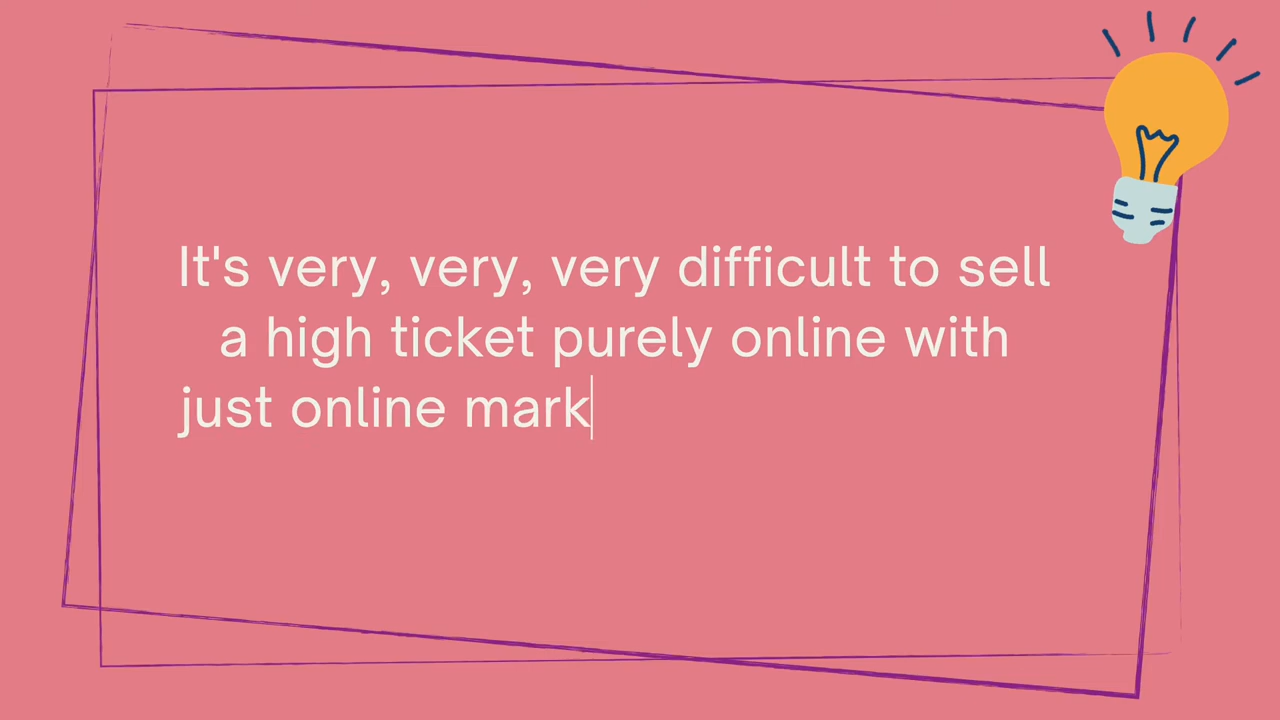 It's very, very, very difficult to sell
a high ticket purely online with
just online mark